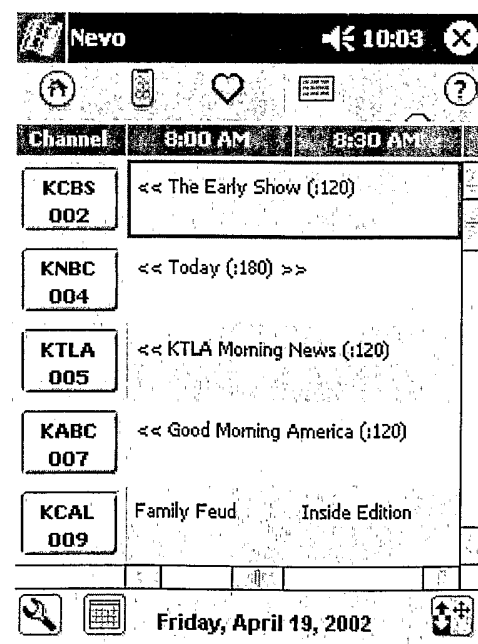 Nevo 10:03
?
Channel 8:00 AM 8:30 AM
KCBS
002
<< The Early Show (:120)
KNBC
004
<< Today (:180) >>
KTLA
005
<< KTLA Morning News (:120)
KABC
007
<< Good Morning America (:120)
KCAL
009
Family Feud Inside Edition
Friday, April 19, 2002